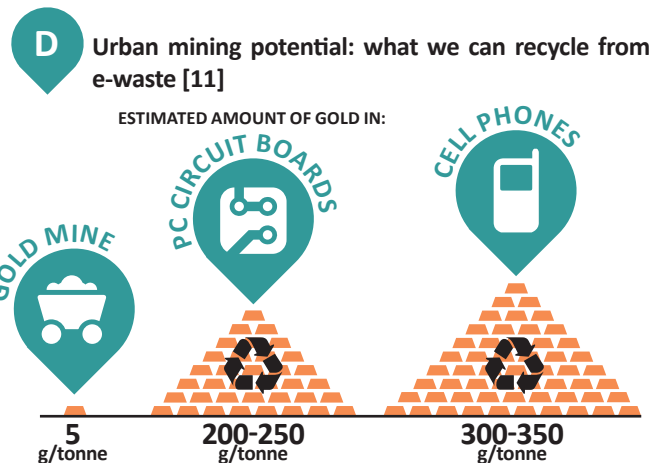 D
Urban mining potential: what we can recycle from
e-waste [11]
ESTIMATED AMOUNT OF GOLD IN:
GOLD MINE
PC CIRCUIT BOARDS
CELL PHONES
5
g/tonne
200-250
g/tonne
300-350
g/tonne